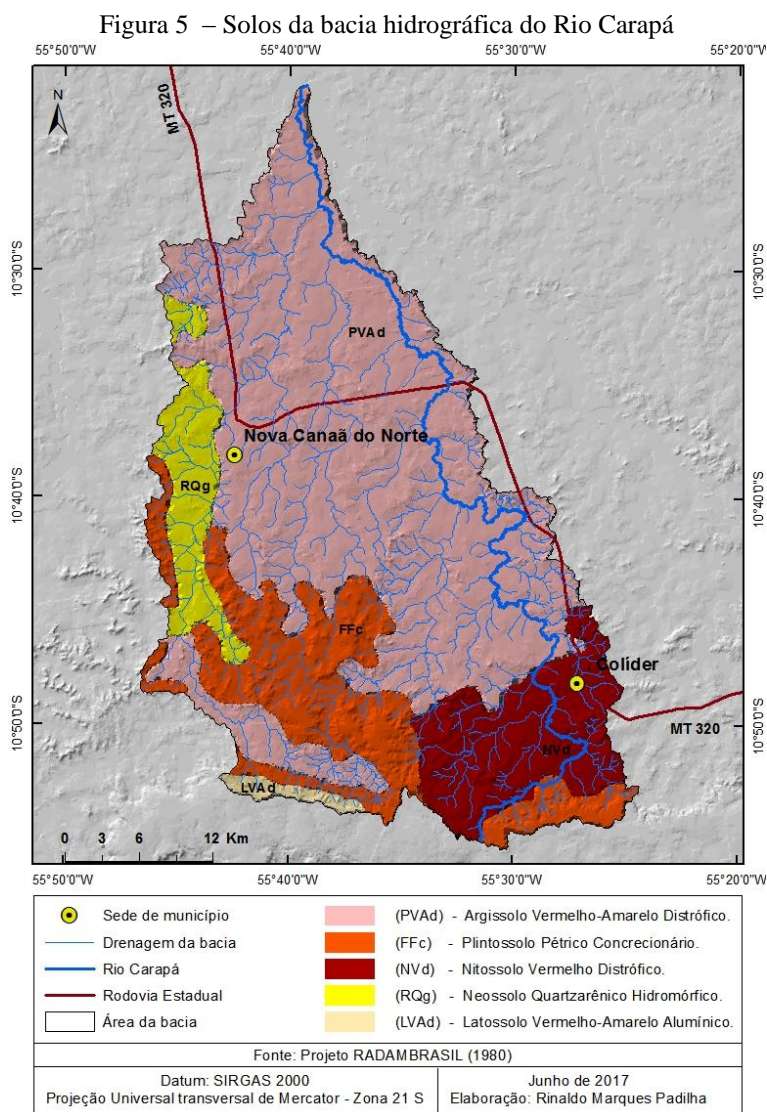 Figura 5 – Solos da bacia hidrográfica do Rio Carapá
55°50'0"W 55°40'0"W 55°30'0"W 55°20'0"W
N
MT 320
10°30'0"S 10°30'0"S
PVAd
Nova Canaã do Norte
RQg
10°40'0"S 10°40'0"S
FFc
Colíder
10°50'0"S 10°50'0"S
MT 320
NVd
LVAd
0 3 6 12 Km
55°50'0"W 55°40'0"W 55°30'0"W 55°20'0"W
Sede de município (PVAd) - Argissolo Vermelho-Amarelo Distrófico.
Drenagem da bacia (FFc) - Plintossolo Pétrico Concrecionário.
Rio Carapá (NVd) - Nitossolo Vermelho Distrófico.
Rodovia Estadual (RQg) - Neossolo Quartzarênico Hidromórfico.
Área da bacia (LVAd) - Latossolo Vermelho-Amarelo Alumínico.
Fonte: Projeto RADAMBRASIL (1980)
Datum: SIRGAS 2000 Junho de 2017
Projeção Universal transversal de Mercator - Zona 21 S Elaboração: Rinaldo Marques Padilha